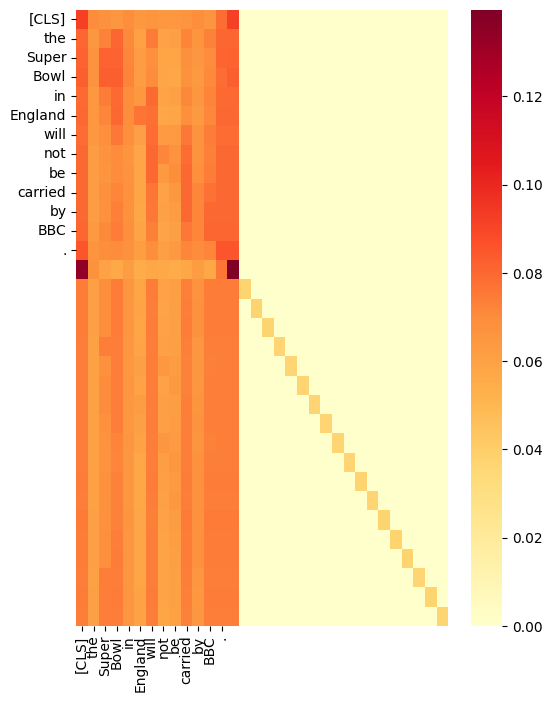 [CLS]
the
Super
Bowl
in
England
will
not
be
carried
by
BBC
.
0.12
0.10
0.08
0.06
0.04
0.02
0.00
[CLS]
the
Super
Bowl
in
England
will
not
be
carried
by
BBC
.